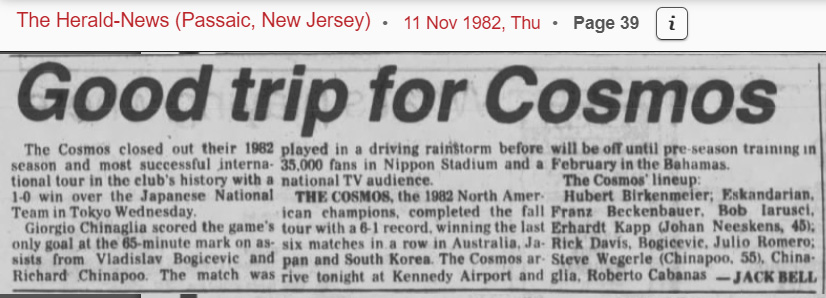 The Herald-News (Passaic, New Jersey) • 11 Nov 1982, Thu • Page 39 i
Good trip for Cosmos
The Cosmos closed out their 1982
season and most successful interna-
tional tour in the club's history with a
1-0 win over the Japanese National
Team in Tokyo Wednesday.
Giorgio Chinaglia scored the game's
only goal at the 65-minute mark on as-
sists from Vladislav Bogicevic and
Richard Chinapoo. The match was
played in a driving rainstorm before
35,000 fans in Nippon Stadium and a
national TV audience.
THE COSMOS, the 1982 North Amer-
ican champions, completed the fall
tour with a 6-1 record, winning the last
six matches in a row in Australia, Ja-
pan and South Korea. The Cosmos ar-
rive tonight at Kennedy Airport and
will be off until pre-season training in
February in the Bahamas.
The Cosmos' lineup:
Hubert Birkenmeier; Eskandarian,
Franz Beckenbauer, Bob Iarusci,
Erhardt Kapp (Johan Neeskens, 45);
Rick Davis, Bogicevic, Julio Romero;
Steve Wegerle (Chinapoo, 55), China-
glia, Roberto Cabanas — JACK BELL